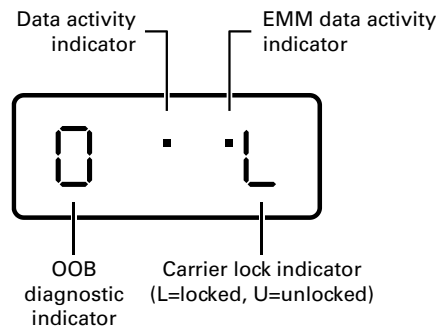 Data activity
indicator
EMM data activity
indicator
0 L
OOB
diagnostic
indicator
Carrier lock indicator
(L=locked, U=unlocked)